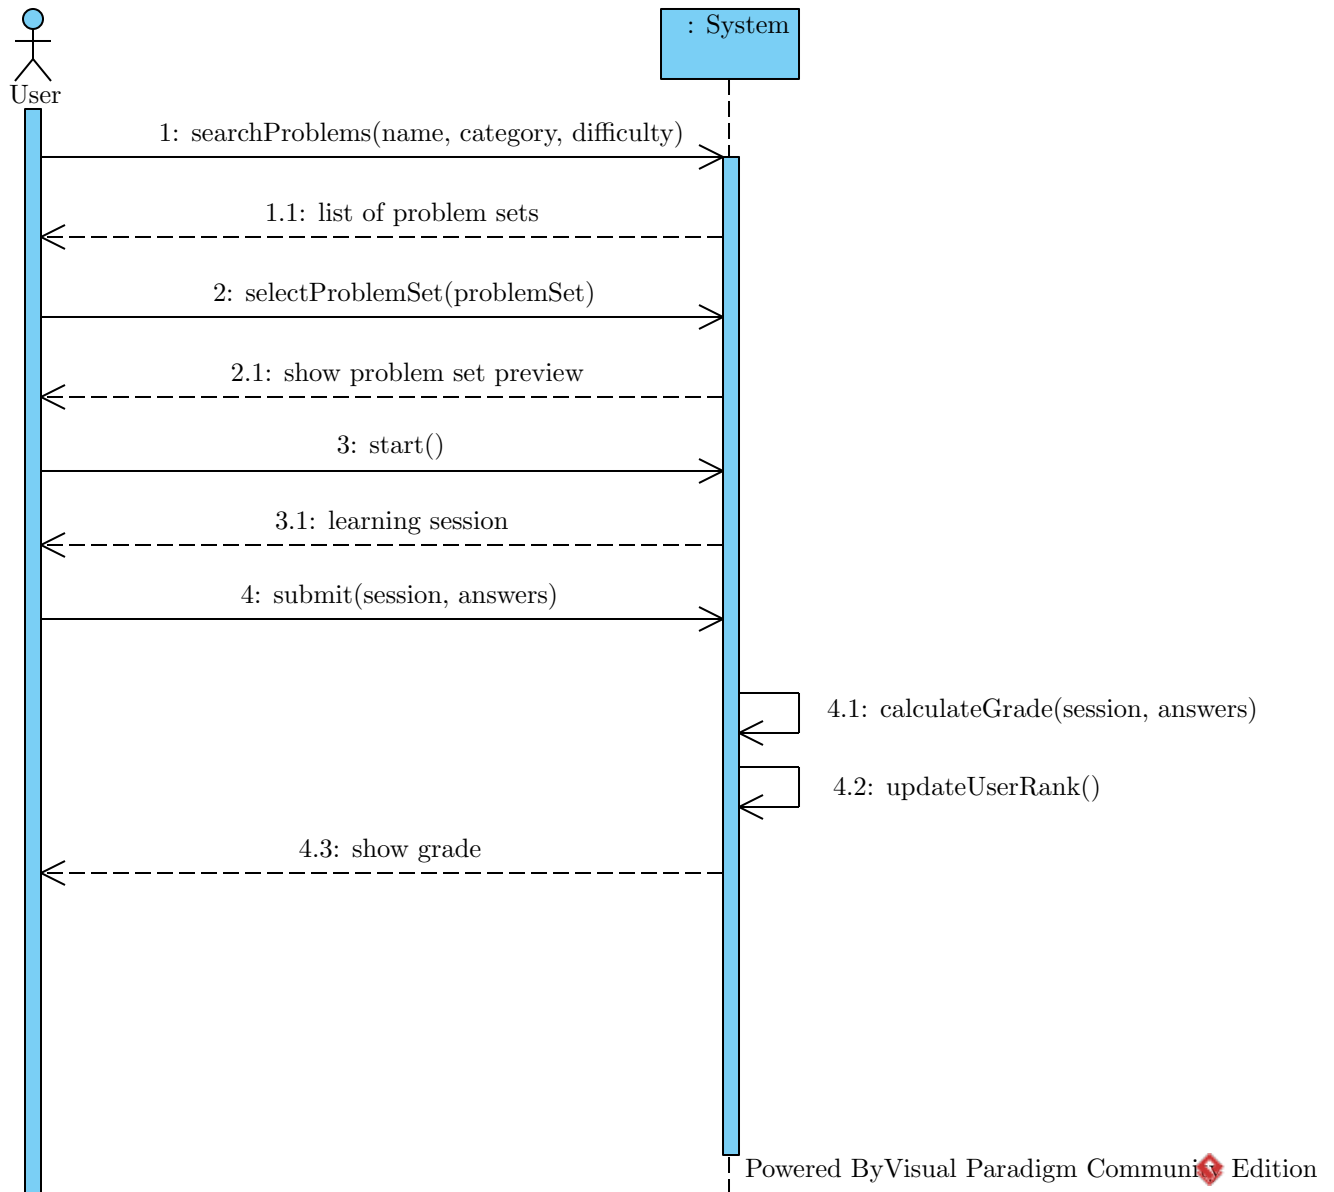 : System
User
1: searchProblems(name, category, difficulty)
1.1: list of problem sets
2: selectProblemSet(problemSet)
2.1: show problem set preview
3: start()
3.1: learning session
4: submit(session, answers)
4.1: calculateGrade(session, answers)
4.2: updateUserRank()
4.3: show grade
Powered ByVisual Paradigm Community Edition